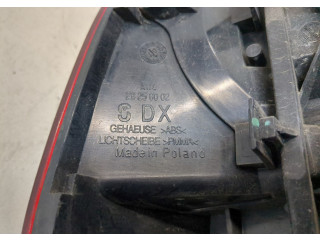 DX
GEHAEUSE >ABS<
LICHTSCHEIBE >PMMA<
Made in Poland